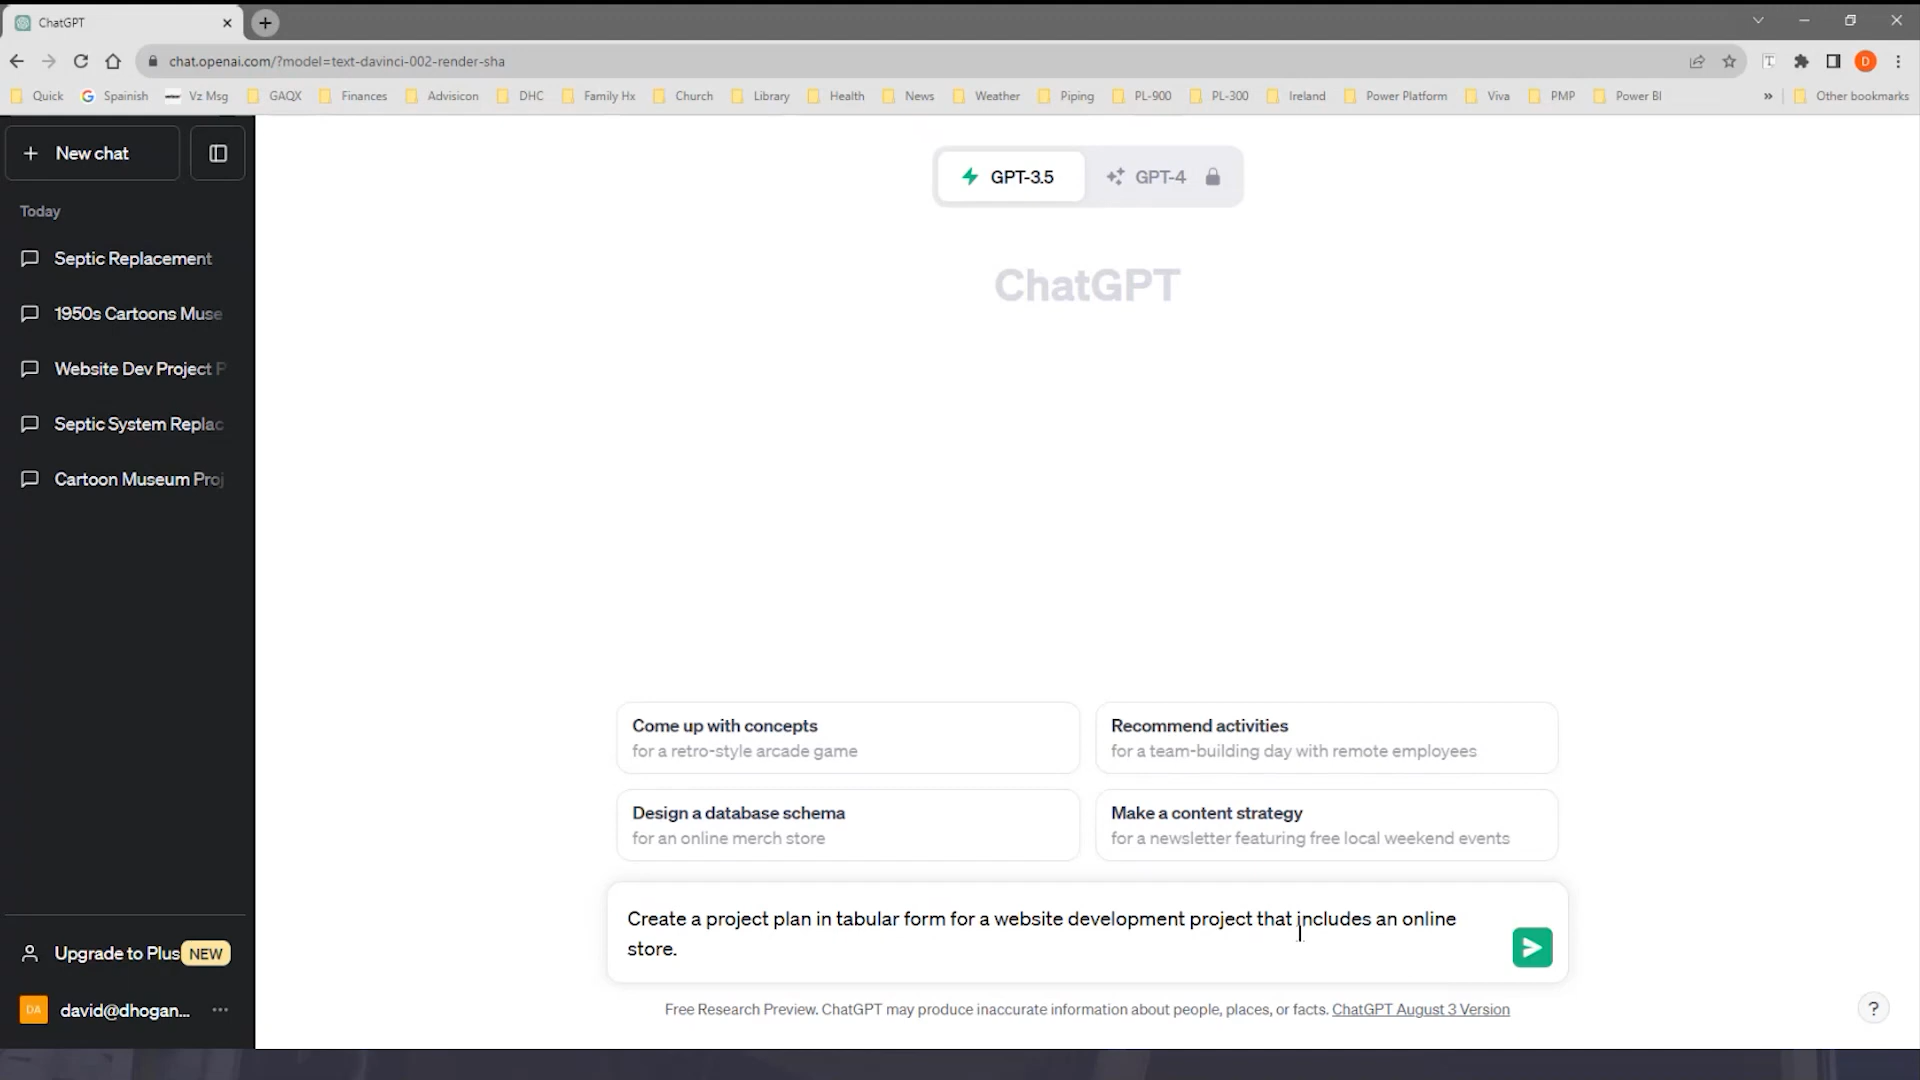 ChatGPT
chat.openai.com/?model=text-davinci-002-render-sha
Quick
Spainish
Vz Msg
GAQX
Finances
Advisicon
DHC
Family Hx
Church
Library
Health
News
Weather
Piping
PL-900
PL-300
Ireland
Power Platform
Viva
PMP
Power BI
»
Other bookmarks
D
New chat
Today
Septic Replacement
1950s Cartoons Muse
Website Dev Project P
Septic System Replac
Cartoon Museum Proj
Upgrade to Plus NEW
DA david@dhogan... ...
GPT-3.5
GPT-4
ChatGPT
Come up with concepts
for a retro-style arcade game
Recommend activities
for a team-building day with remote employees
Design a database schema
for an online merch store
Make a content strategy
for a newsletter featuring free local weekend events
Create a project plan in tabular form for a website development project that includes an online
store.
Free Research Preview. ChatGPT may produce inaccurate information about people, places, or facts. ChatGPT August 3 Version
?